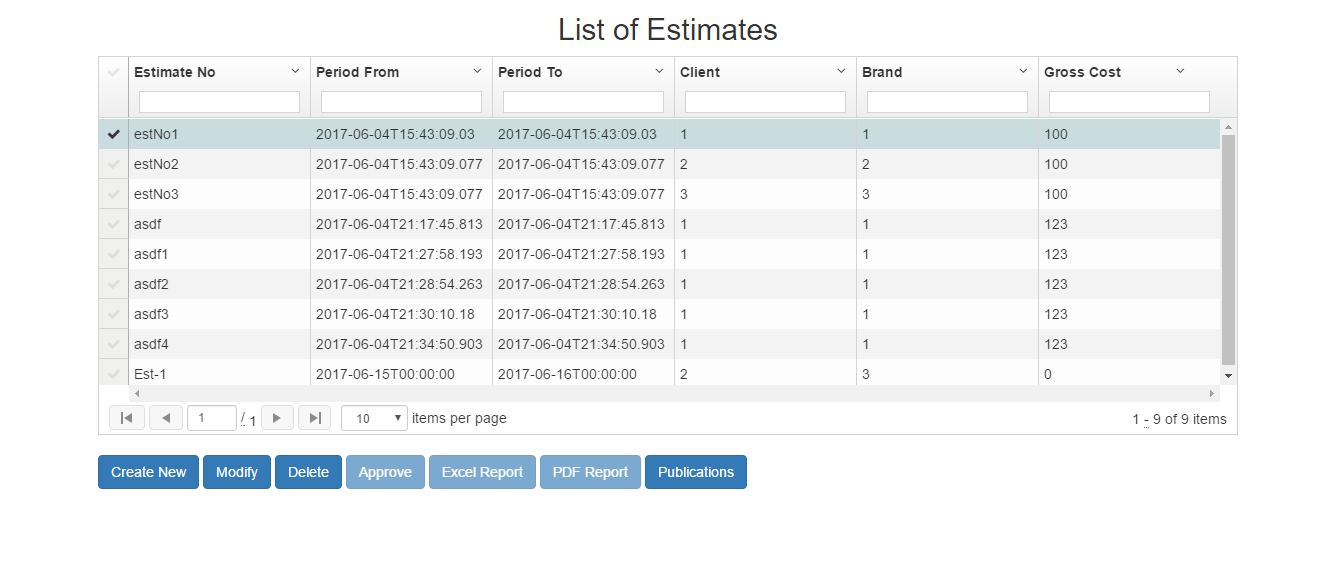 List of Estimates
Estimate No Period From Period To Client Brand Gross Cost
estNo1 2017-06-04T15:43:09.03 2017-06-04T15:43:09.03 1 1 100
estNo2 2017-06-04T15:43:09.077 2017-06-04T15:43:09.077 2 2 100
estNo3 2017-06-04T15:43:09.077 2017-06-04T15:43:09.077 3 3 100
asdf 2017-06-04T21:17:45.813 2017-06-04T21:17:45.813 1 1 123
asdf1 2017-06-04T21:27:58.193 2017-06-04T21:27:58.193 1 1 123
asdf2 2017-06-04T21:28:54.263 2017-06-04T21:28:54.263 1 1 123
asdf3 2017-06-04T21:30:10.18 2017-06-04T21:30:10.18 1 1 123
asdf4 2017-06-04T21:34:50.903 2017-06-04T21:34:50.903 1 1 123
Est-1 2017-06-15T00:00:00 2017-06-16T00:00:00 2 3 0
1 / 1 10 items per page 1 - 9 of 9 items
Create New Modify Delete Approve Excel Report PDF Report Publications